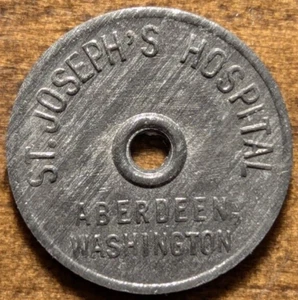 ST. JOSEPH'S HOSPITAL
ABERDEEN,
WASHINGTON